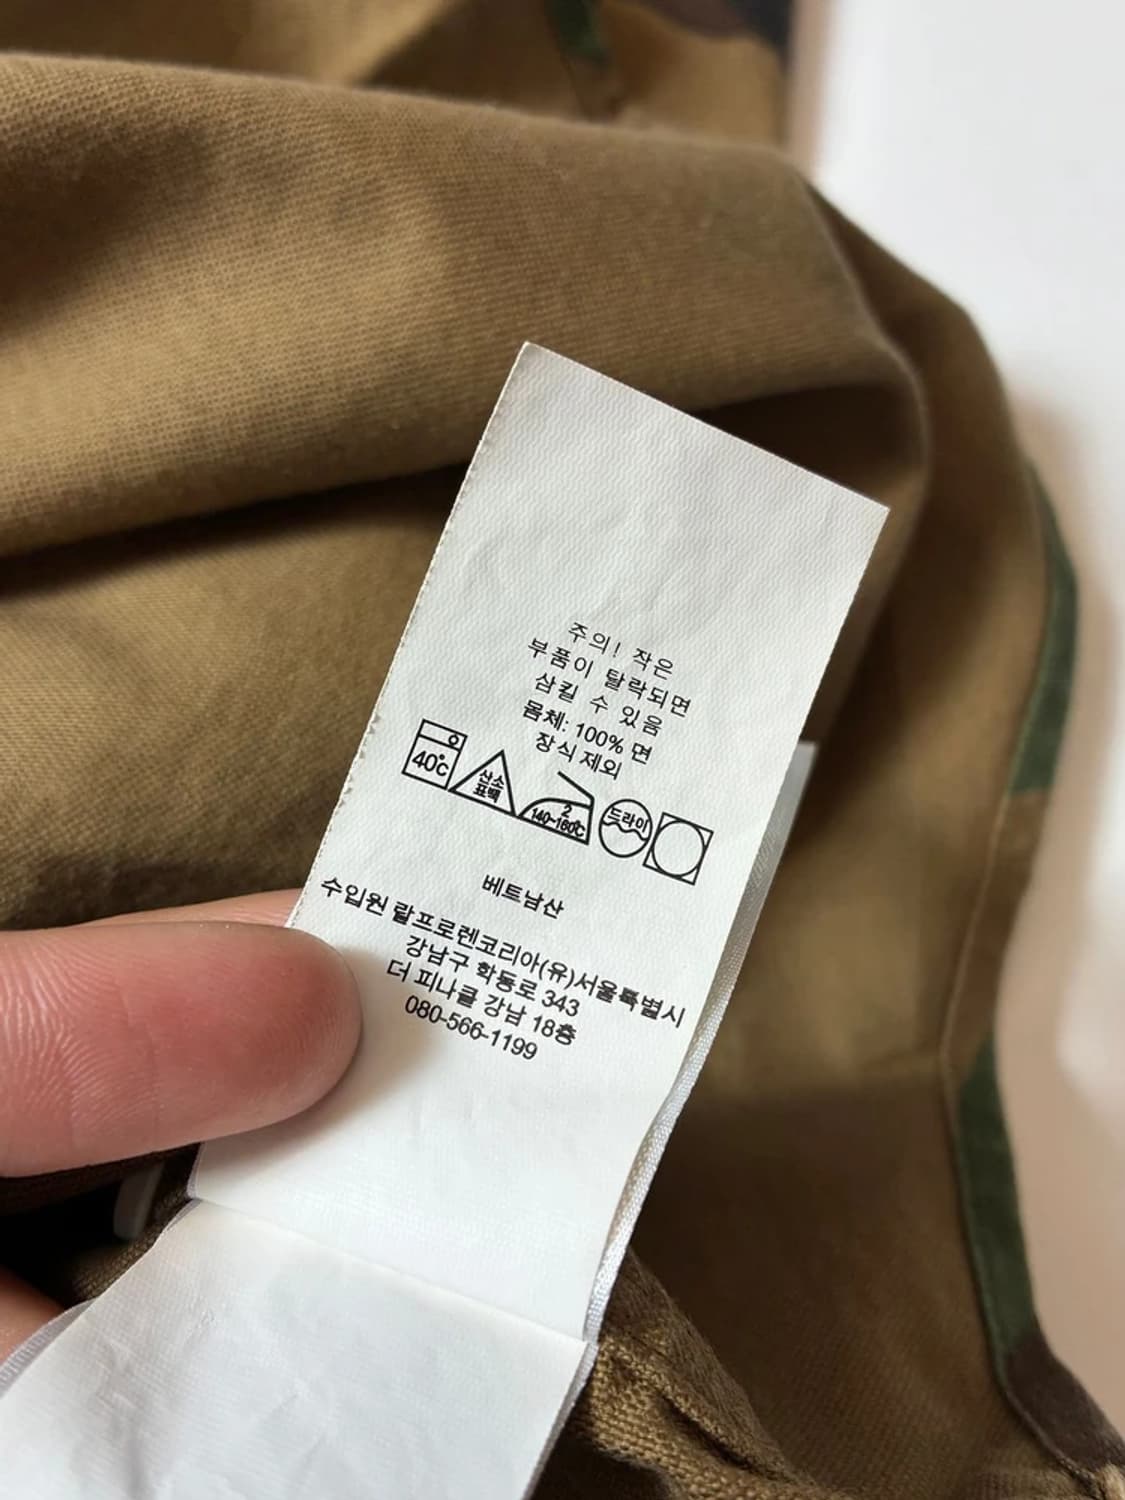 주의! 작은
부품이 탈락되면
삼킬 수 있음
몸체: 100% 면
장식 제외
40℃
산소
표백
2
140~160℃
드라이
베트남산
수입원 랄프로렌코리아(유)서울특별시
강남구 학동로 343
더 피나클 강남 18층
080-566-1199